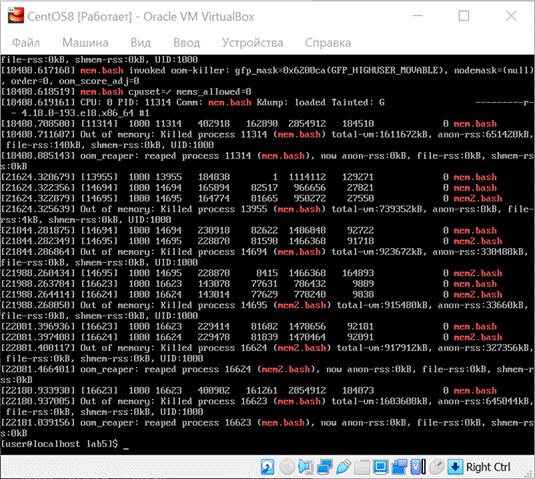 CentOS8 [Работает] - Oracle VM VirtualBox
Файл Машина Вид Ввод Устройства Справка
file-rss:0kB, shmem-rss:0kB, UID:1000
[18408.617168] mem.bash invoked oom-killer: gfp_mask=0x6200ca(GFP_HIGHUSER_MOVABLE), nodemask=(null)
, order=0, oom_score_adj=0
[18408.618519] mem.bash cpuset=/ mems_allowed=0
[18408.619161] CPU: 0 PID: 11314 Comm: mem.bash Kdump: loaded Tainted: G ---------r-
- 4.18.0-193.el8.x86_64 #1
[18408.708508] [11314] 1000 11314 402918 162890 2854912 184518 0 mem.bash
[18408.711607] Out of memory: Killed process 11314 (mem.bash) total-vm:1611672kB, anon-rss:651420kB,
file-rss:140kB, shmem-rss:0kB, UID:1000
[18408.885143] oom_reaper: reaped process 11314 (mem.bash), now anon-rss:0kB, file-rss:0kB, shmem-rs
s:0kB
[21624.320679] [13955] 1000 13955 184838 1 1114112 129271 0 mem.bash
[21624.322356] [14694] 1000 14694 165894 82517 966656 27821 0 mem.bash
[21624.322879] [14695] 1000 14695 164774 81665 950272 27550 0 mem2.bash
[21624.325639] Out of memory: Killed process 13955 (mem.bash) total-vm:739352kB, anon-rss:0kB, file-
rss:4kB, shmem-rss:0kB, UID:1000
[21844.281875] [14694] 1000 14694 230918 82622 1486848 92722 0 mem.bash
[21844.282349] [14695] 1000 14695 228870 81598 1466368 91718 0 mem2.bash
[21844.286864] Out of memory: Killed process 14694 (mem.bash) total-vm:923672kB, anon-rss:330488kB,
file-rss:0kB, shmem-rss:0kB, UID:1000
[21988.260434] [14695] 1000 14695 228870 8415 1466368 164893 0 mem2.bash
[21988.263784] [16623] 1000 16623 143078 77631 786432 9889 0 mem.bash
[21988.264414] [16624] 1000 16624 143014 77629 778240 9838 0 mem2.bash
[21988.268050] Out of memory: Killed process 14695 (mem2.bash) total-vm:915480kB, anon-rss:33660kB,
file-rss:0kB, shmem-rss:0kB, UID:1000
[22081.396936] [16623] 1000 16623 229414 81682 1478656 92181 0 mem.bash
[22081.397408] [16624] 1000 16624 229478 81839 1470464 92091 0 mem2.bash
[22081.400117] Out of memory: Killed process 16624 (mem2.bash) total-vm:917912kB, anon-rss:327356kB,
file-rss:0kB, shmem-rss:0kB, UID:1000
[22081.466401] oom_reaper: reaped process 16624 (mem2.bash), now anon-rss:0kB, file-rss:0kB, shmem-r
ss:0kB
[22180.933930] [16623] 1000 16623 400902 161261 2854912 184073 0 mem.bash
[22180.937005] Out of memory: Killed process 16623 (mem.bash) total-vm:1603608kB, anon-rss:645044kB,
file-rss:0kB, shmem-rss:0kB, UID:1000
[22181.039156] oom_reaper: reaped process 16623 (mem.bash), now anon-rss:0kB, file-rss:0kB, shmem-rs
s:0kB
[user@localhost lab5]$ _
Right Ctrl